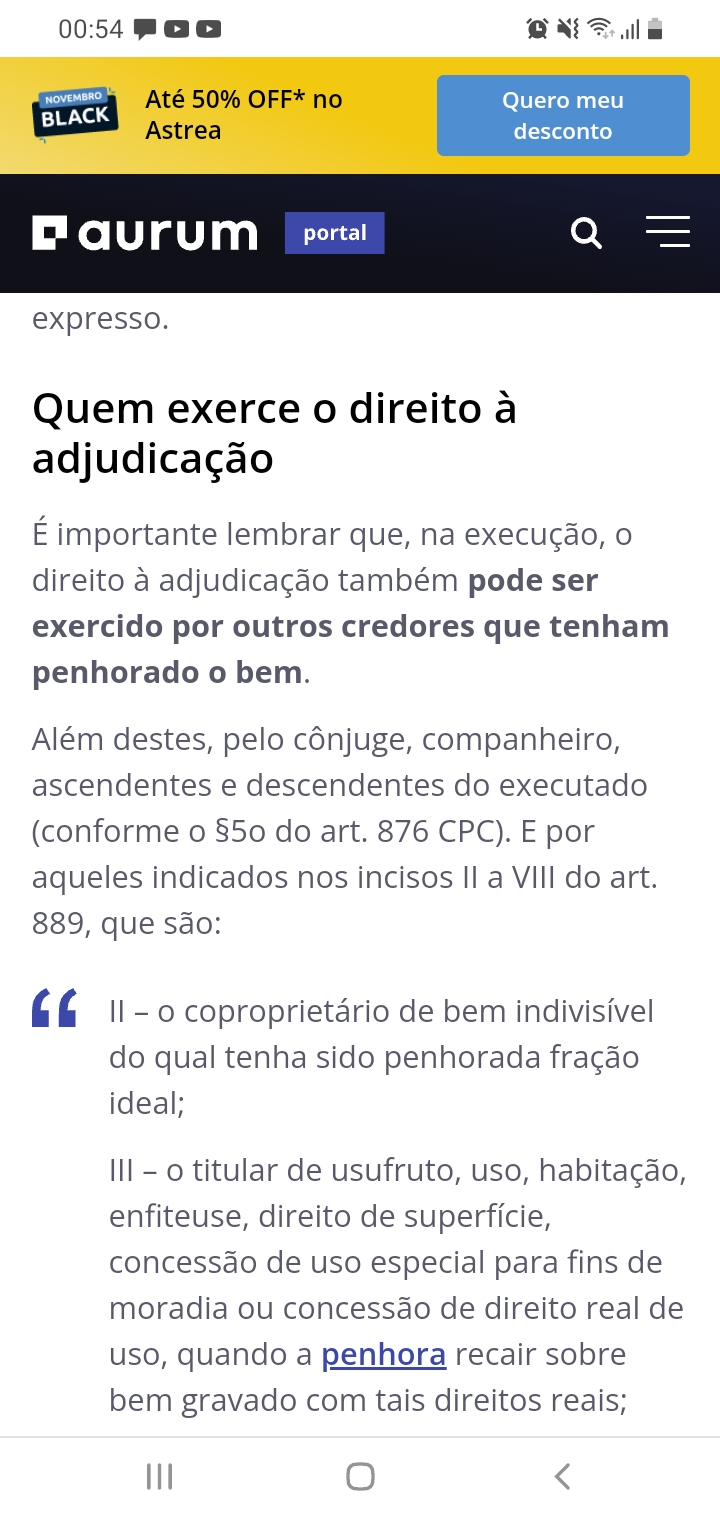 00:54
NOVEMBRO
BLACK
Até 50% OFF* no
Astrea
Quero meu
desconto
aurum
portal
expresso.
Quem exerce o direito à
adjudicação
É importante lembrar que, na execução, o
direito à adjudicação também pode ser
exercido por outros credores que tenham
penhorado o bem.
Além destes, pelo cônjuge, companheiro,
ascendentes e descendentes do executado
(conforme o §5o do art. 876 CPC). E por
aqueles indicados nos incisos II a VIII do art.
889, que são:
“ II – o coproprietário de bem indivisível
do qual tenha sido penhorada fração
ideal;
III – o titular de usufruto, uso, habitação,
enfiteuse, direito de superfície,
concessão de uso especial para fins de
moradia ou concessão de direito real de
uso, quando a penhora recair sobre
bem gravado com tais direitos reais;